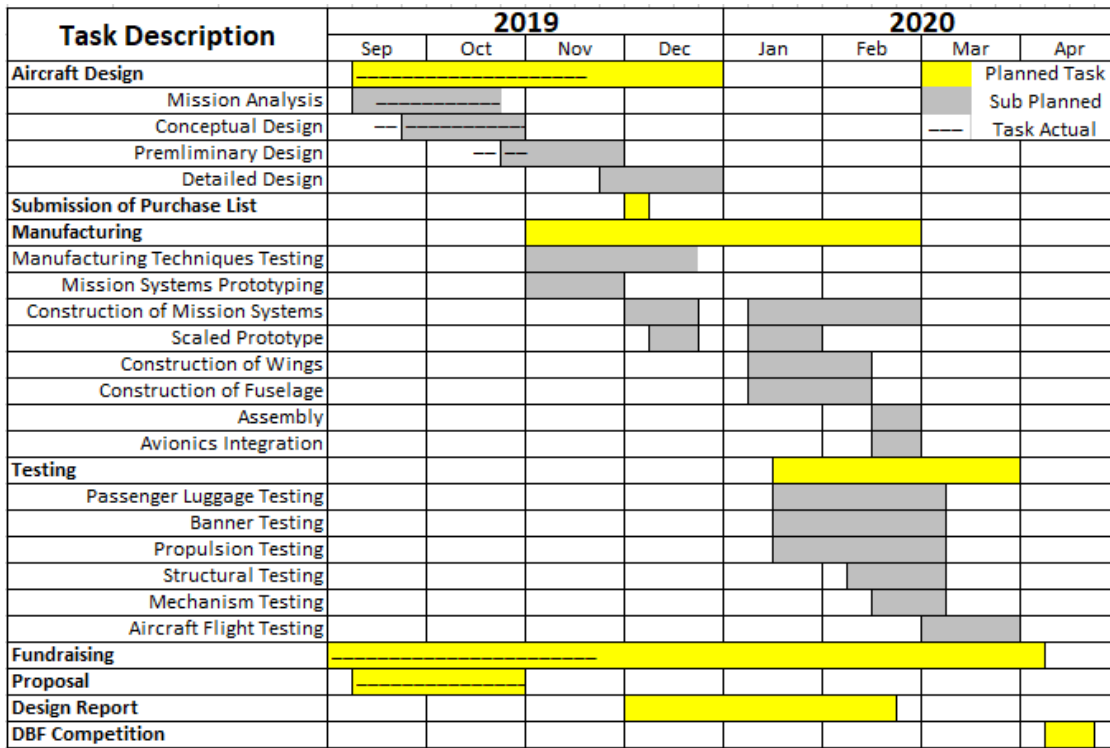 Task Description
2019
2020
Sep Oct Nov Dec Jan Feb Mar Apr
Aircraft Design
Planned Task
Mission Analysis
Sub Planned
Conceptual Design
Task Actual
Premliminary Design
Detailed Design
Submission of Purchase List
Manufacturing
Manufacturing Techniques Testing
Mission Systems Prototyping
Construction of Mission Systems
Scaled Prototype
Construction of Wings
Construction of Fuselage
Assembly
Avionics Integration
Testing
Passenger Luggage Testing
Banner Testing
Propulsion Testing
Structural Testing
Mechanism Testing
Aircraft Flight Testing
Fundraising
Proposal
Design Report
DBF Competition